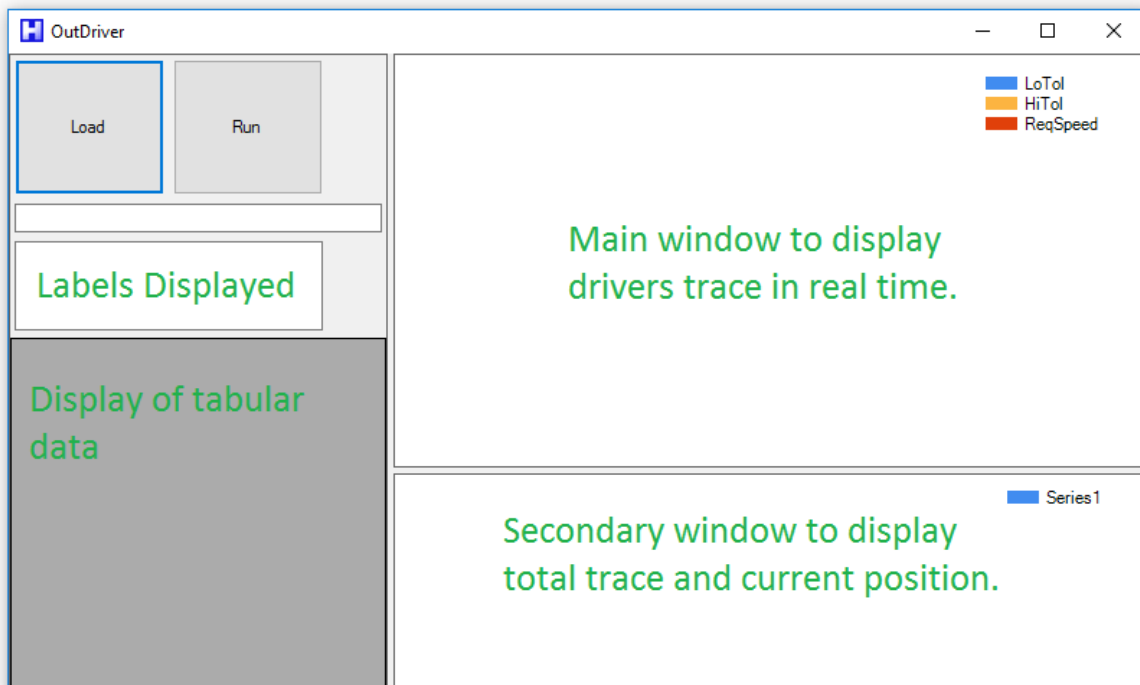 OutDriver
Load
Run
Labels Displayed
Display of tabular
data
LoTol
HiTol
ReqSpeed
Main window to display
drivers trace in real time.
Series1
Secondary window to display
total trace and current position.